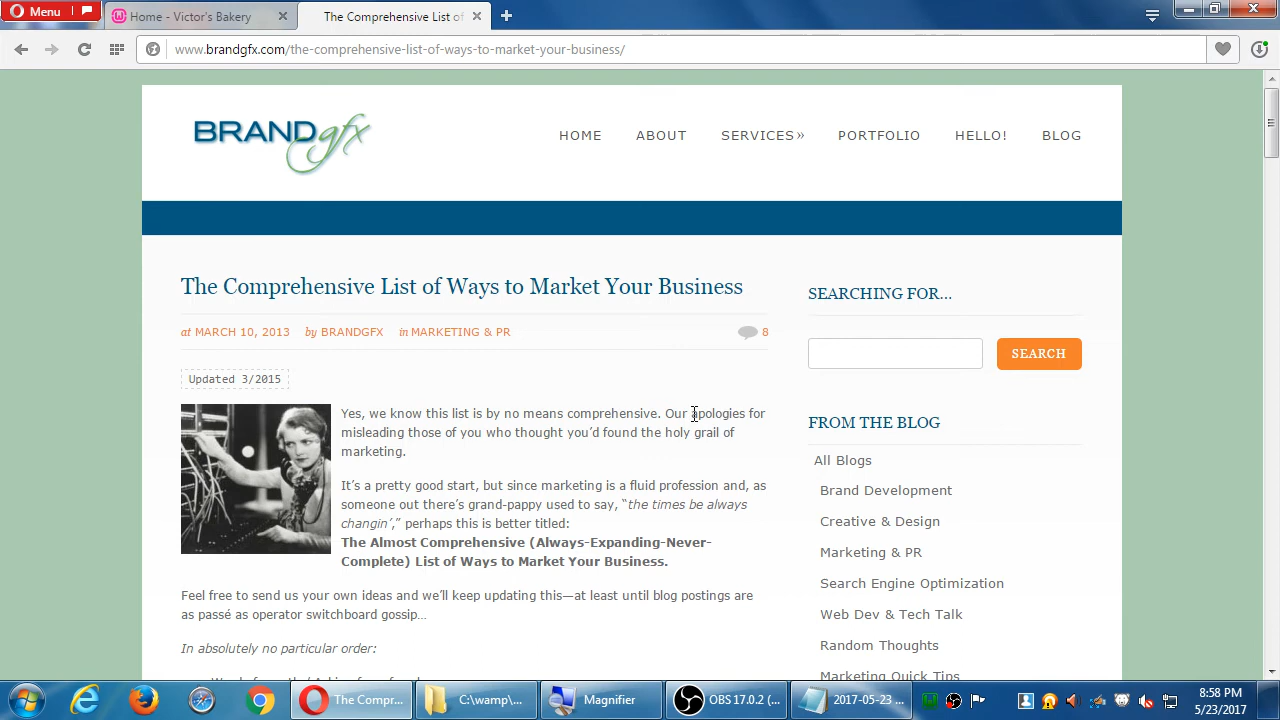 Menu
Home - Victor's Bakery
The Comprehensive List of
www.brandgfx.com/the-comprehensive-list-of-ways-to-market-your-business/
BRANDgfx
HOME ABOUT SERVICES» PORTFOLIO HELLO! BLOG
The Comprehensive List of Ways to Market Your Business
at MARCH 10, 2013 by BRANDGFX in MARKETING & PR 8
Updated 3/2015
Yes, we know this list is by no means comprehensive. Our apologies for
misleading those of you who thought you'd found the holy grail of
marketing.
It's a pretty good start, but since marketing is a fluid profession and, as
someone out there's grand-pappy used to say, "the times be always
changin'," perhaps this is better titled:
The Almost Comprehensive (Always-Expanding-Never-
Complete) List of Ways to Market Your Business.
Feel free to send us your own ideas and we'll keep updating this—at least until blog postings are
as passé as operator switchboard gossip…
In absolutely no particular order:
SEARCHING FOR…
SEARCH
FROM THE BLOG
All Blogs
Brand Development
Creative & Design
Marketing & PR
Search Engine Optimization
Web Dev & Tech Talk
Random Thoughts
Marketing Quick Tips
The Compr...
C:\wamp\...
Magnifier
OBS 17.0.2 (...
2017-05-23 ...
8:58 PM
5/23/2017